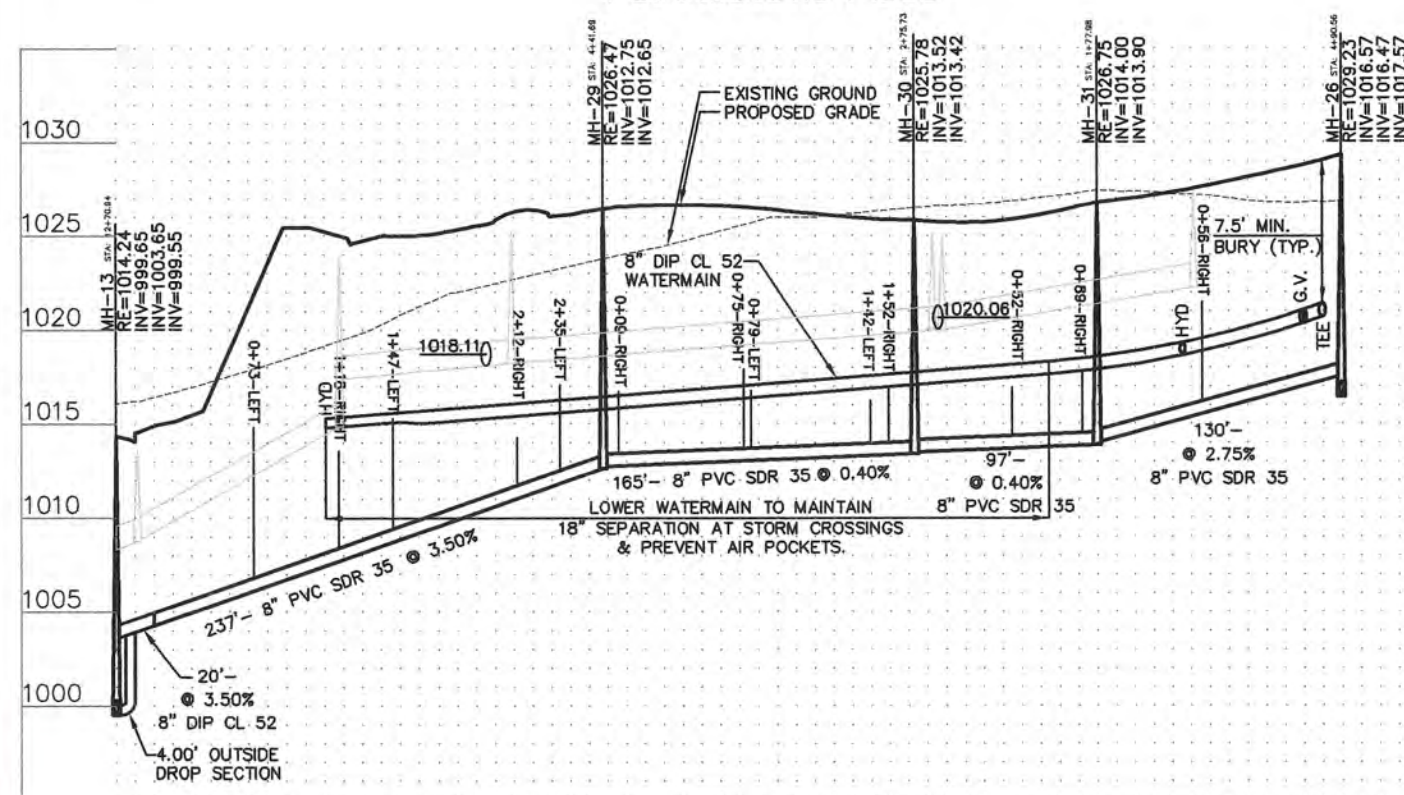 1030
1025
1020
1015
1010
1005
1000
MH-13 STA: 12+70.94
RE=1014.24
INV=999.65
INV=1003.65
INV=999.55
MH-29 STA: 4+41.69
RE=1026.47
INV=1012.75
INV=1012.65
MH-30 STA: 2+75.73
RE=1025.78
INV=1013.52
INV=1013.42
MH-31 STA: 1+77.98
RE=1026.75
INV=1014.00
INV=1013.90
MH-26 STA: 4+90.56
RE=1029.23
INV=1016.57
INV=1016.47
INV=1017.57
EXISTING GROUND
PROPOSED GRADE
8" DIP CL 52
WATERMAIN
1018.11
1020.06
7.5' MIN.
BURY (TYP.)
0+73-LEFT
HYD
1+18-RIGHT
1+47-LEFT
2+12-RIGHT
2+35-LEFT
0+09-RIGHT
0+75-RIGHT
0+79-LEFT
1+42-LEFT
1+52-RIGHT
0+52-RIGHT
0+89-RIGHT
0+56-RIGHT
HYD
G.V.
TEE
237'- 8" PVC SDR 35 @ 3.50%
165'- 8" PVC SDR 35 @ 0.40%
97'-
@ 0.40%
8" PVC SDR 35
130'-
@ 2.75%
8" PVC SDR 35
LOWER WATERMAIN TO MAINTAIN
18" SEPARATION AT STORM CROSSINGS
& PREVENT AIR POCKETS.
20'-
@ 3.50%
8" DIP CL 52
4.00' OUTSIDE
DROP SECTION